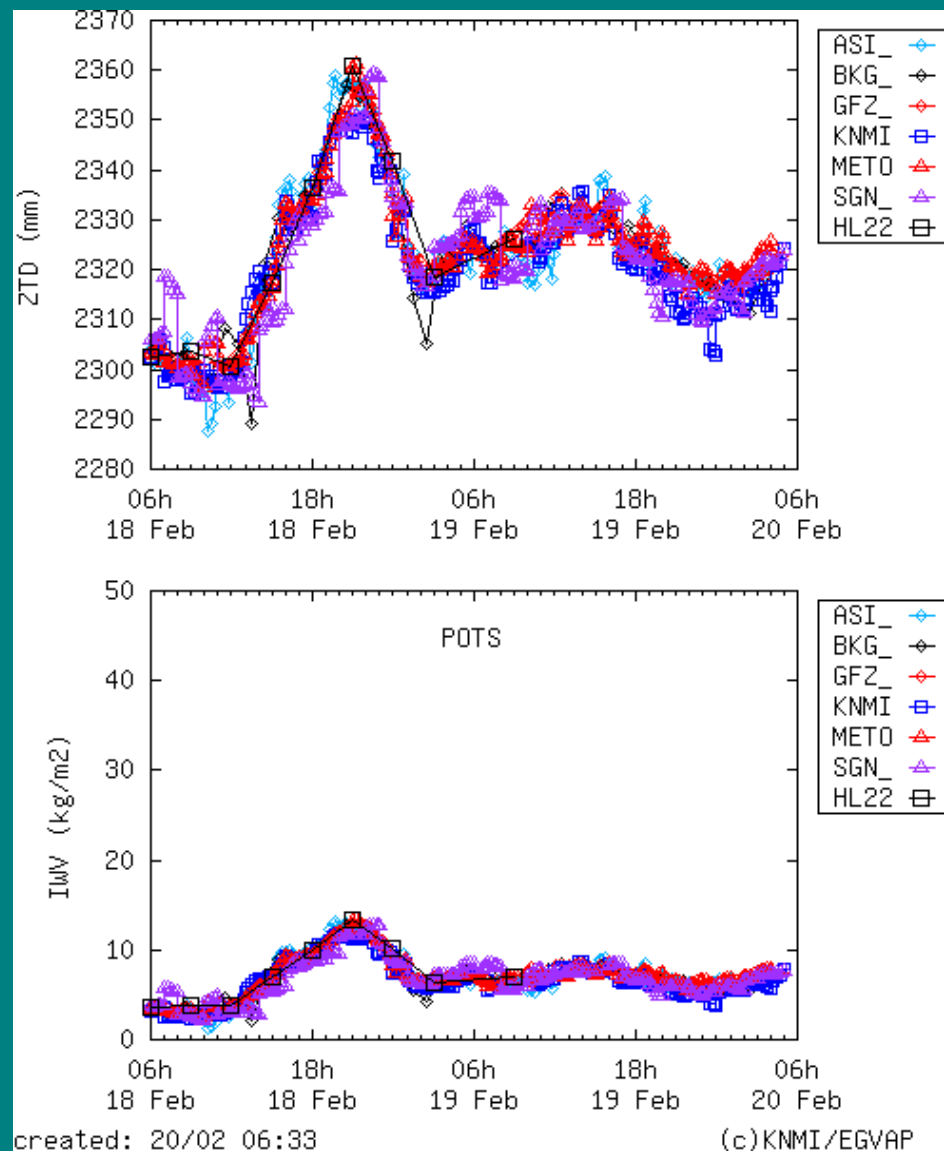 2370
2360
2350
2340
2330
2320
2310
2300
2290
2280
ZTD (mm)
06h 18h 06h 18h 06h
18 Feb 18 Feb 19 Feb 19 Feb 20 Feb
ASI_
BKG_
GFZ_
KNMI
METO
SGN_
HL22
50
40
30
20
10
0
IWV (kg/m2)
POTS
06h 18h 06h 18h 06h
18 Feb 18 Feb 19 Feb 19 Feb 20 Feb
ASI_
BKG_
GFZ_
KNMI
METO
SGN_
HL22
created: 20/02 06:33 (c)KNMI/EGVAP